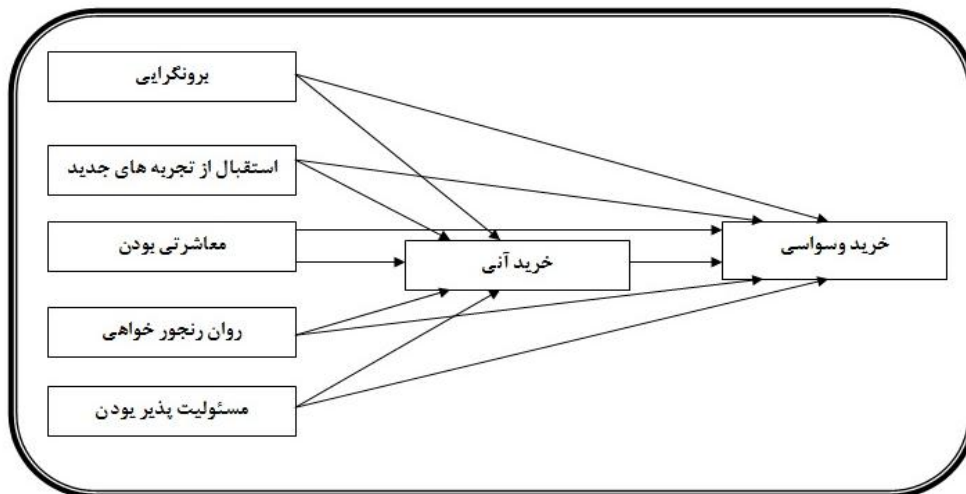 برونگرایی
استقبال از تجربه های جدید
معاشرتی بودن
خرید وسواسی
خرید آنی
روان رنجور خواهی
مسئولیت پذیر بودن